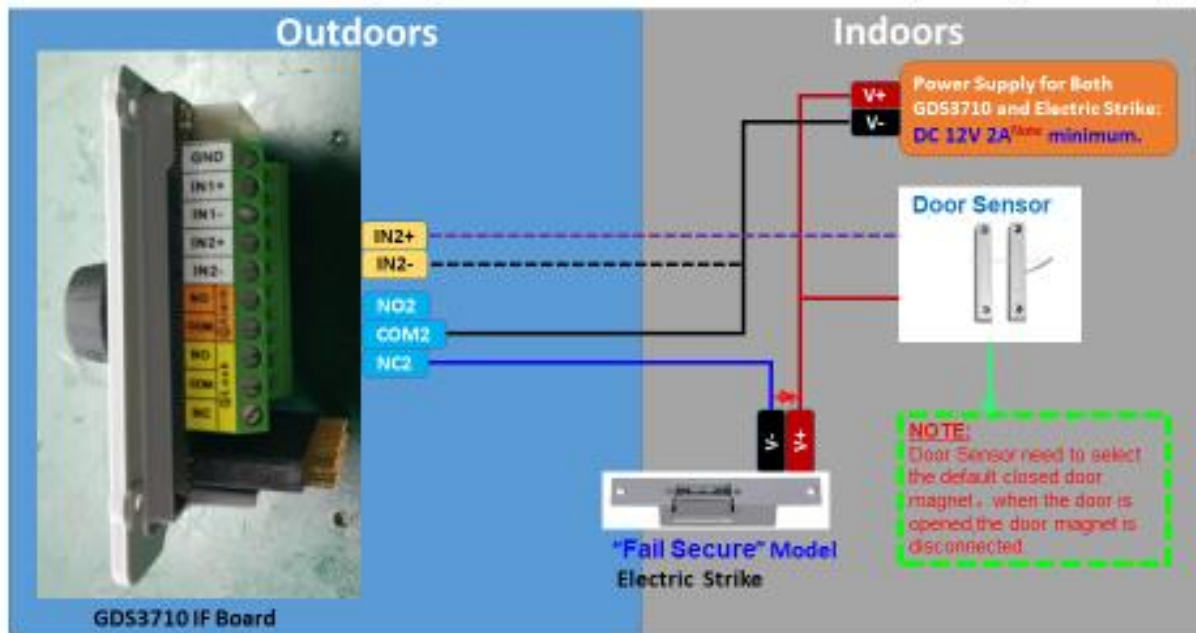 Outdoors
Indoors
V+
V-
Power Supply for Both
GDS3710 and Electric Strike:
DC 12V 2A Note minimum.
GND
IN1+
IN1-
IN2+
IN2-
NO
COM
NO
COM
NC
IN2+
IN2-
NO2
COM2
NC2
Door Sensor
V-
V+
NOTE:
Door Sensor need to select
the default closed door
magnet, when the door is
opened,the door magnet is
disconnected
"Fail Secure" Model
Electric Strike
GDS3710 IF Board